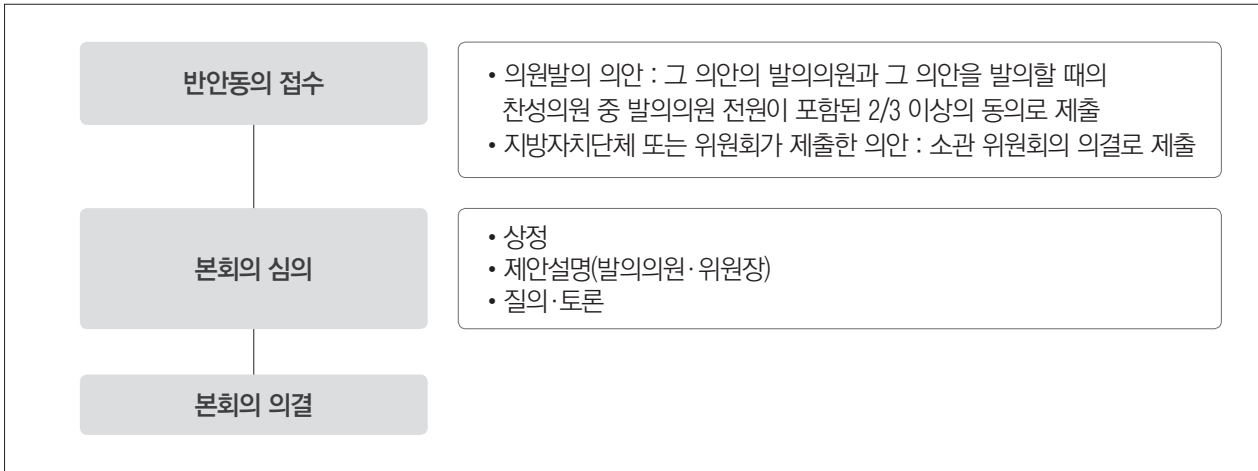 반안동의 접수
• 의원발의 의안 : 그 의안의 발의의원과 그 의안을 발의할 때의
찬성의원 중 발의의원 전원이 포함된 2/3 이상의 동의로 제출
• 지방자치단체 또는 위원회가 제출한 의안 : 소관 위원회의 의결로 제출
본회의 심의
• 상정
• 제안설명(발의의원·위원장)
• 질의·토론
본회의 의결